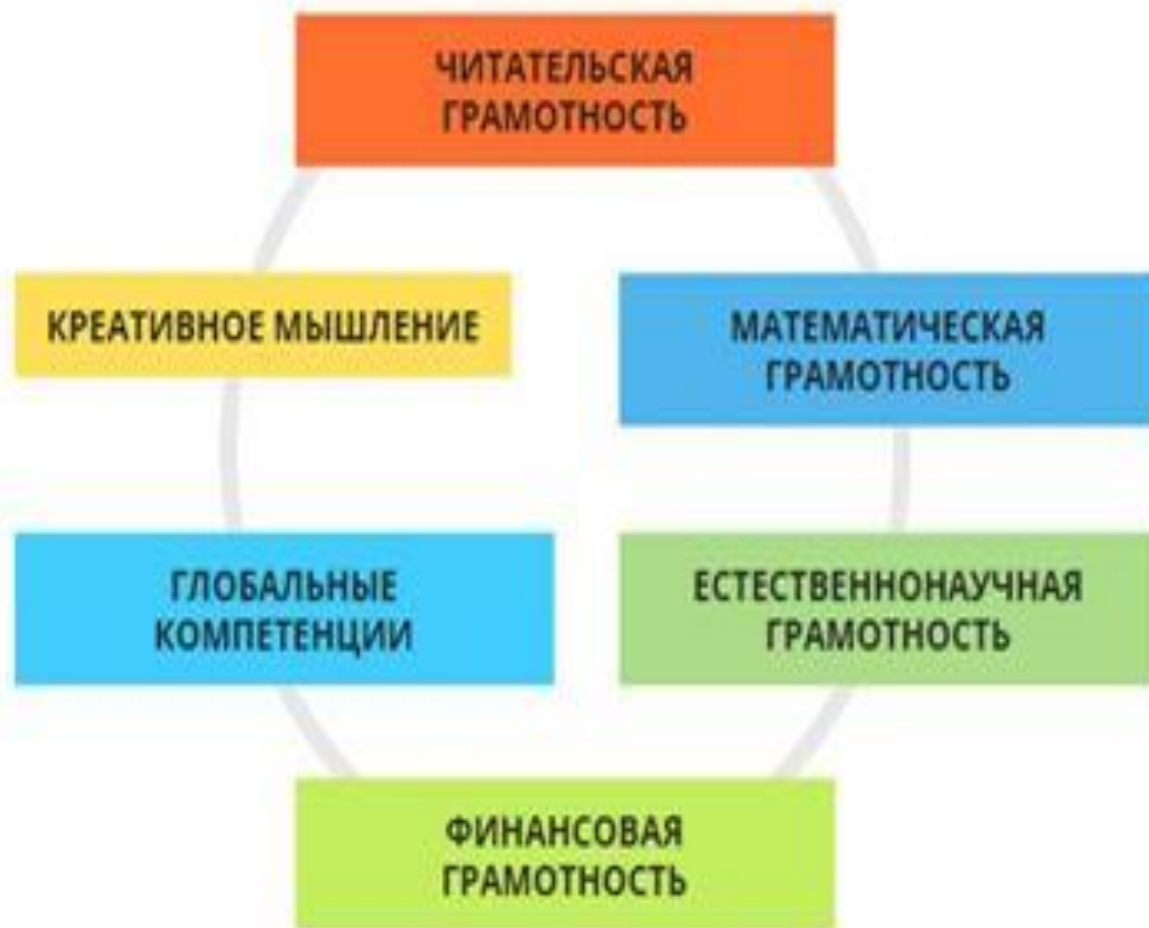 ЧИТАТЕЛЬСКАЯ
ГРАМОТНОСТЬ
КРЕАТИВНОЕ МЫШЛЕНИЕ
МАТЕМАТИЧЕСКАЯ
ГРАМОТНОСТЬ
ГЛОБАЛЬНЫЕ
КОМПЕТЕНЦИИ
ЕСТЕСТВЕННОНАУЧНАЯ
ГРАМОТНОСТЬ
ФИНАНСОВАЯ
ГРАМОТНОСТЬ